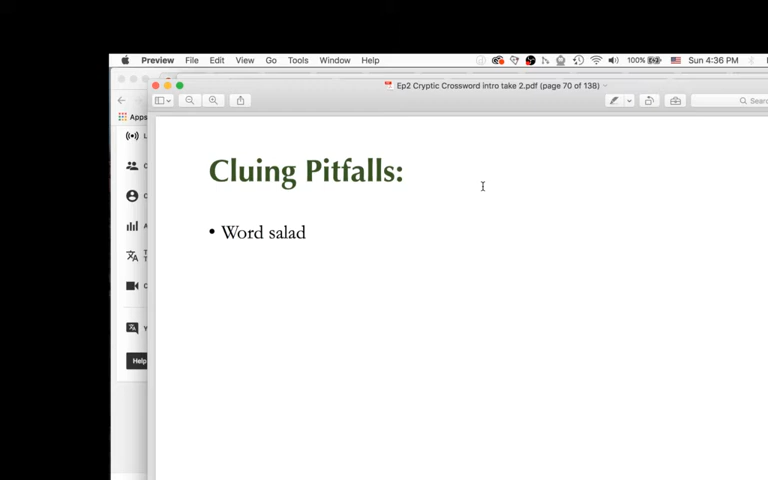 Preview File Edit View Go Tools Window Help 100% Sun 4:36 PM
Ep2 Cryptic Crossword intro take 2.pdf (page 70 of 138)
Apps
Cluing Pitfalls:
• Word salad
Help